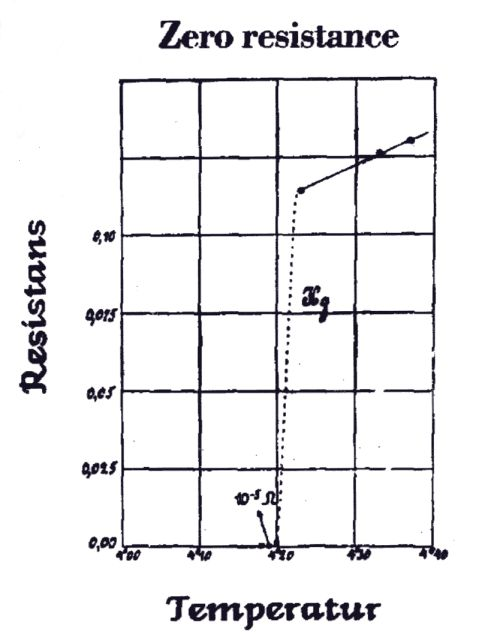 Zero resistance
Resistans
0,10
0,075
0,05
0,025
0,00
Hg
10⁻⁵ Ω
4°00
4°10
4°20
4°30
4°40
Temperatur